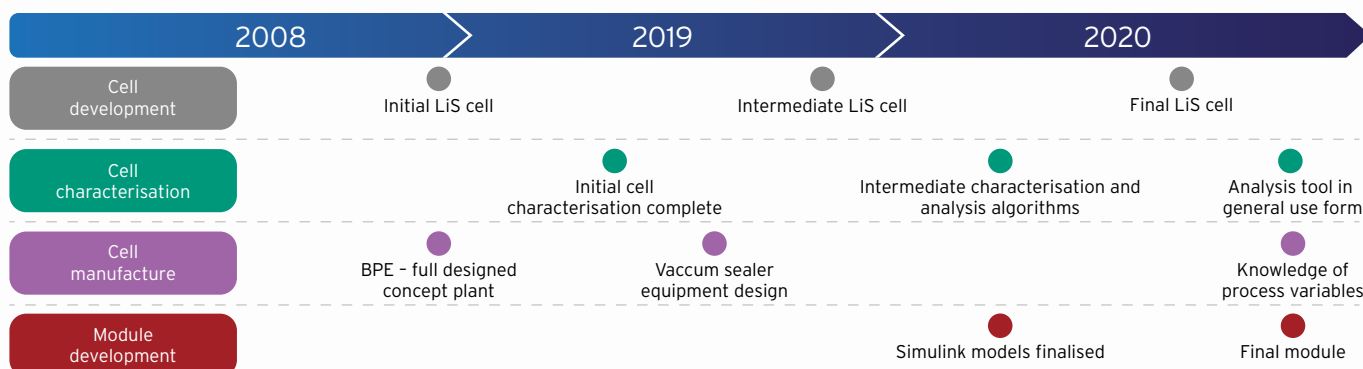 2008
2019
2020
Cell
development
Initial LiS cell
Intermediate LiS cell
Final LiS cell
Cell
characterisation
Initial cell
characterisation complete
Intermediate characterisation and
analysis algorithms
Analysis tool in
general use form
Cell
manufacture
BPE – full designed
concept plant
Vaccum sealer
equipment design
Knowledge of
process variables
Module
development
Simulink models finalised
Final module